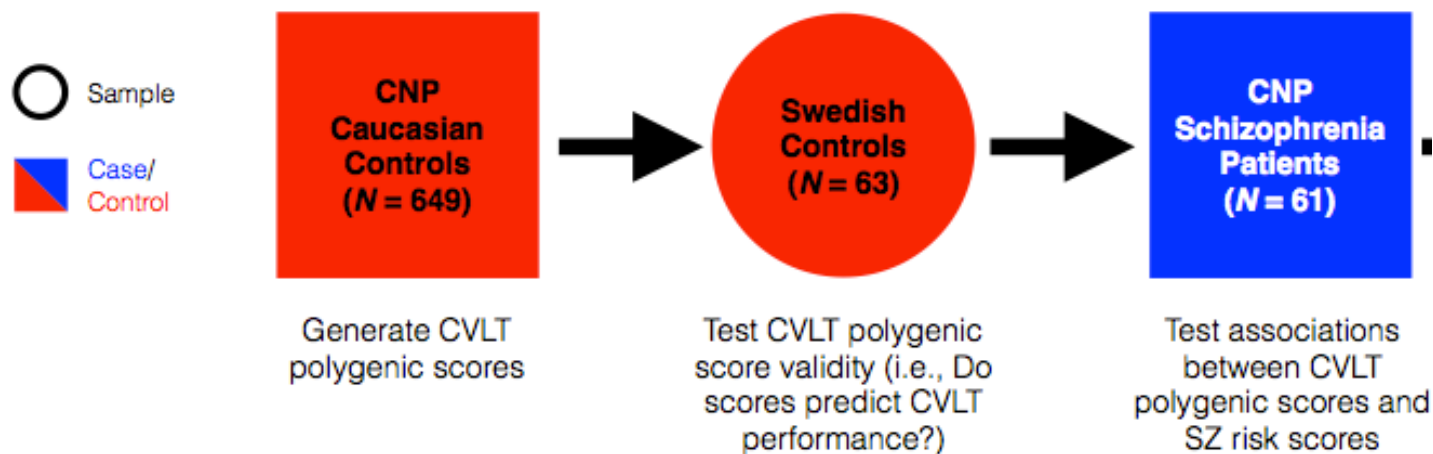 Sample
Case/
Control
CNP
Caucasian
Controls
(N = 649)
Generate CVLT
polygenic scores
Swedish
Controls
(N = 63)
Test CVLT polygenic
score validity (i.e., Do
scores predict CVLT
performance?)
CNP
Schizophrenia
Patients
(N = 61)
Test associations
between CVLT
polygenic scores and
SZ risk scores